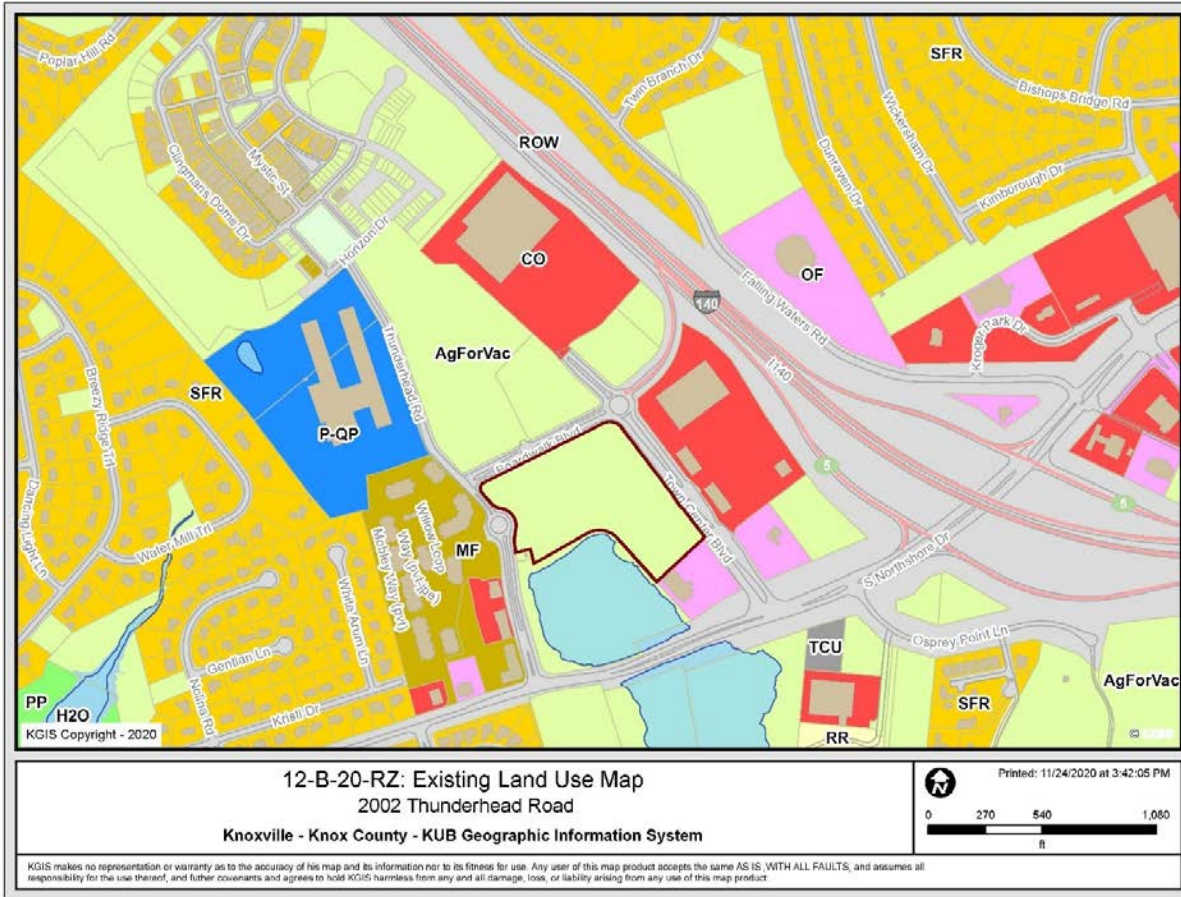 Poplar Hill Rd
SFR
Twin Branch Dr
Bishops Bridge Rd
Wickersham Dr
ROW
Dunraven Dr
Mystic St
Clingmans Dome Dr
Kimborough Dr
Horizon Dr
CO
OF
140
Falling Waters Rd
Kroger Park Dr
Thunderhead Rd
AgForVac
I140
Breezy Ridge Trl
SFR
P-QP
Boardwalk Blvd
5
Town Center Blvd
5
Dancing Light Ln
Water Mill Trl
Willow Loop
Way (pvt-jpa)
Mobley Way (pvt)
MF
S Northshore Dr
White Arum Ln
Gentian Ln
Nolina Rd
TCU
Osprey Point Ln
AgForVac
PP
H2O
Kristi Dr
SFR
RR
KGIS Copyright - 2020
©
12-B-20-RZ: Existing Land Use Map
2002 Thunderhead Road
Knoxville - Knox County - KUB Geographic Information System
N
Printed: 11/24/2020 at 3:42:05 PM
0 270 540 1,080
ft
KGIS makes no representation or warranty as to the accuracy of his map and its information nor to its fitness for use. Any user of this map product accepts the same AS IS ,WITH ALL FAULTS, and assumes all
responsibility for the use thereof, and futher covenants and agrees to hold KGIS harmless from any and all damage, loss, or liability arising from any use of this map product.